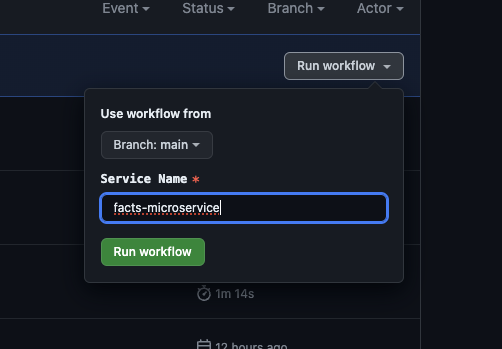 Event Status Branch Actor
Run workflow
Use workflow from
Branch: main
Service Name *
facts-microservice
Run workflow
1m 14s
12 hours ago